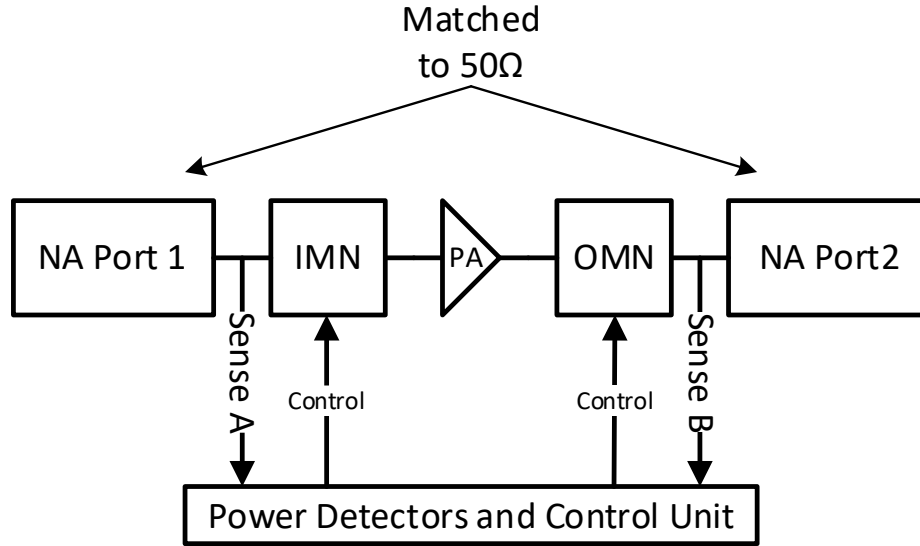 Matched
to 50Ω
NA Port 1
IMN
PA
OMN
NA Port2
Sense A
Control
Control
Sense B
Power Detectors and Control Unit